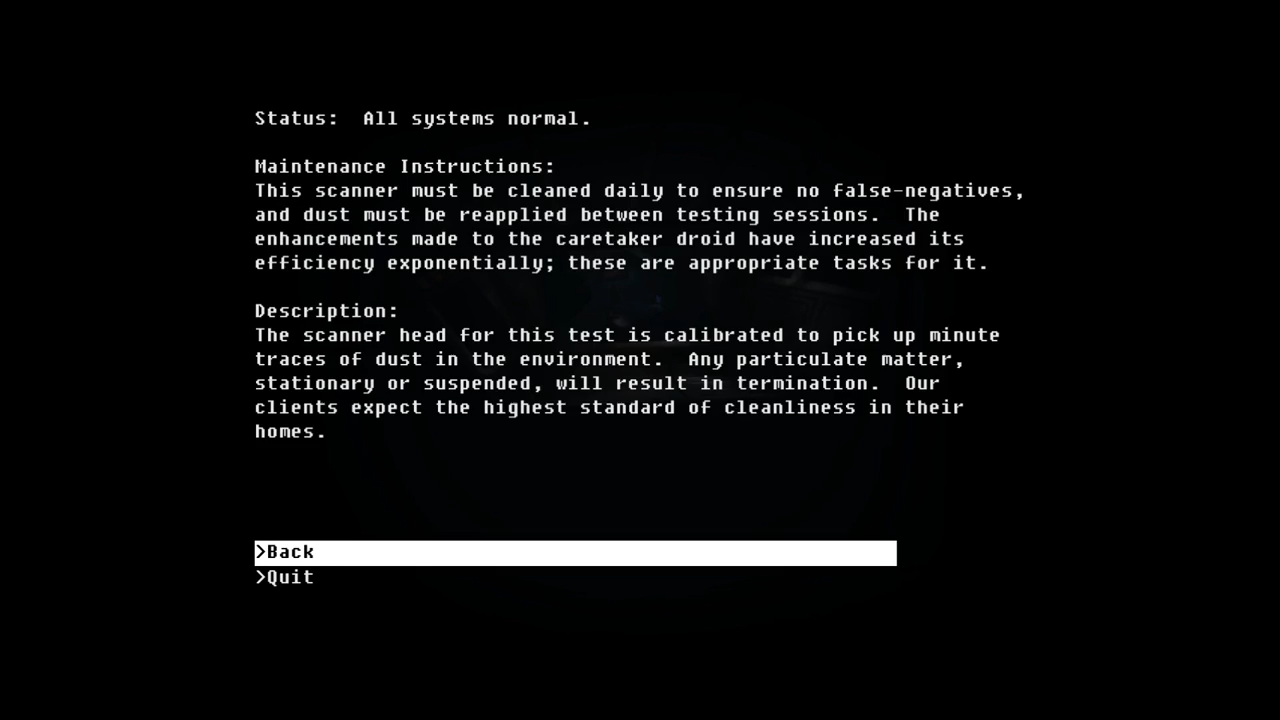 Status:  All systems normal.
Maintenance Instructions:
This scanner must be cleaned daily to ensure no false-negatives,
and dust must be reapplied between testing sessions.  The
enhancements made to the caretaker droid have increased its
efficiency exponentially; these are appropriate tasks for it.
Description:
The scanner head for this test is calibrated to pick up minute
traces of dust in the environment.  Any particulate matter,
stationary or suspended, will result in termination.  Our
clients expect the highest standard of cleanliness in their
homes.
>Back
>Quit